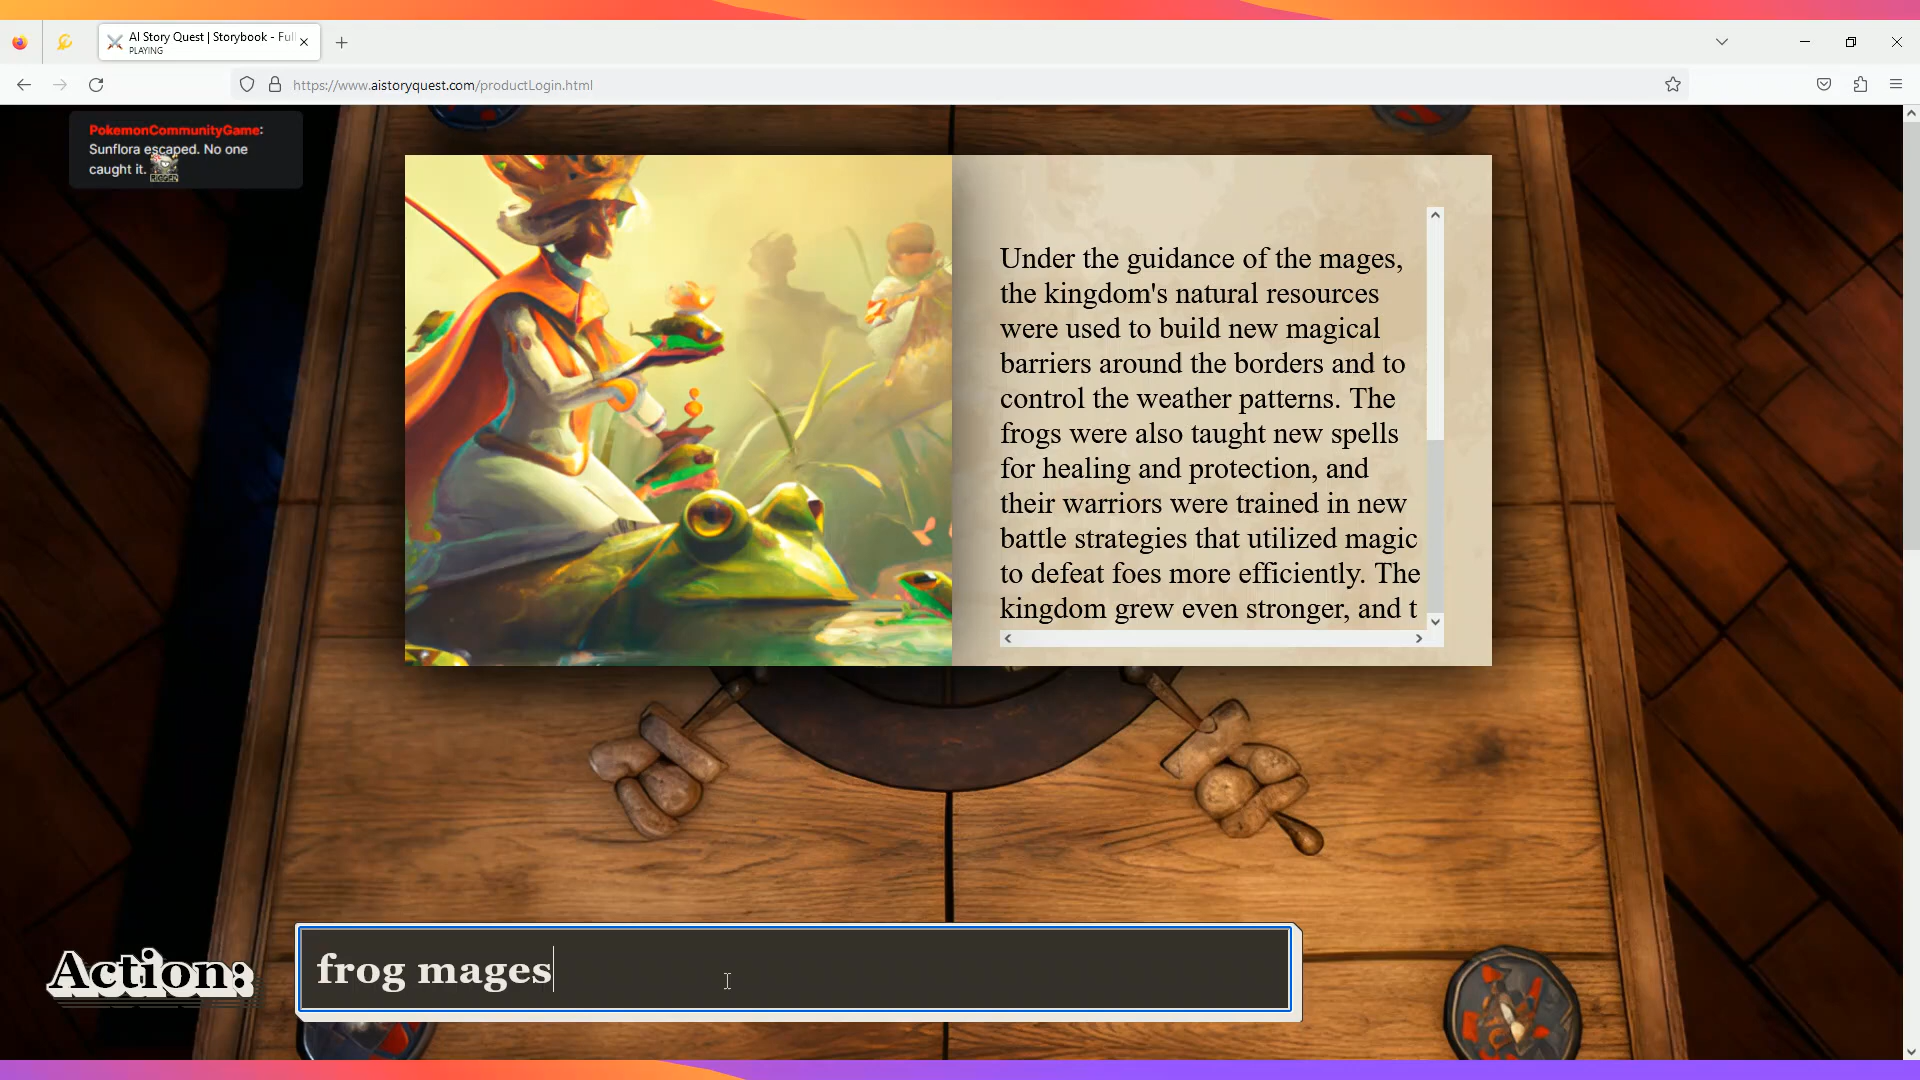 AI Story Quest | Storybook - Ful
PLAYING
https://www.aistoryquest.com/productLogin.html
PokemonCommunityGame:
Sunflora escaped. No one
caught it.
Under the guidance of the mages,
the kingdom's natural resources
were used to build new magical
barriers around the borders and to
control the weather patterns. The
frogs were also taught new spells
for healing and protection, and
their warriors were trained in new
battle strategies that utilized magic
to defeat foes more efficiently. The
kingdom grew even stronger, and t
Action:
frog mages